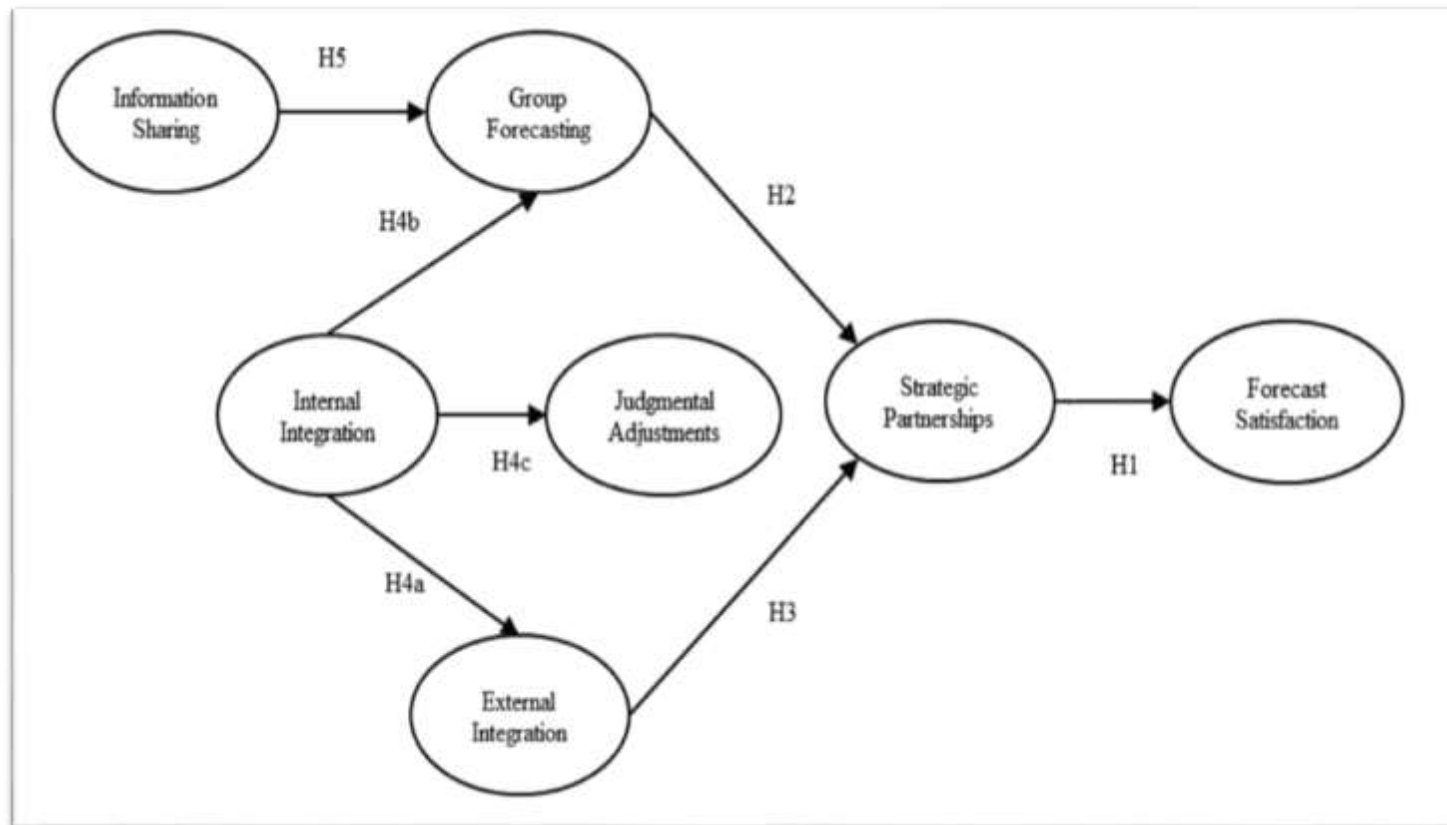 H5
Information
Sharing
Group
Forecasting
H2
H4b
Internal
Integration
Judgmental
Adjustments
Strategic
Partnerships
Forecast
Satisfaction
H4c
H1
H4a
H3
External
Integration